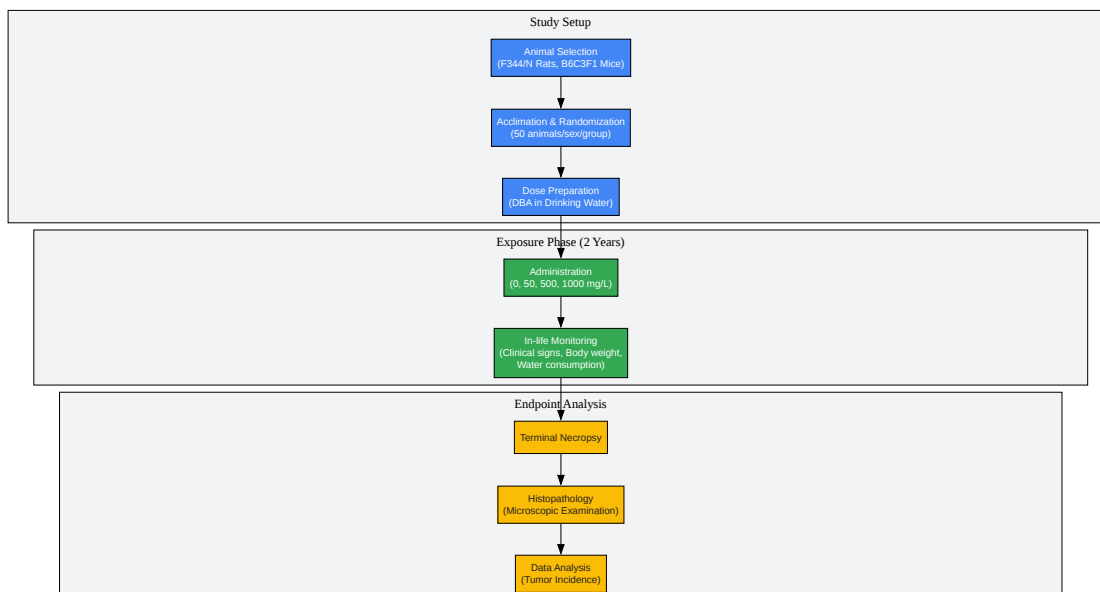 Study Setup
Animal Selection
(F344/N Rats, B6C3F1 Mice)
Acclimation & Randomization
(50 animals/sex/group)
Dose Preparation
(DBA in Drinking Water)
Exposure Phase (2 Years)
Administration
(0, 50, 500, 1000 mg/L)
In-life Monitoring
(Clinical signs, Body weight,
Water consumption)
Endpoint Analysis
Terminal Necropsy
Histopathology
(Microscopic Examination)
Data Analysis
(Tumor Incidence)